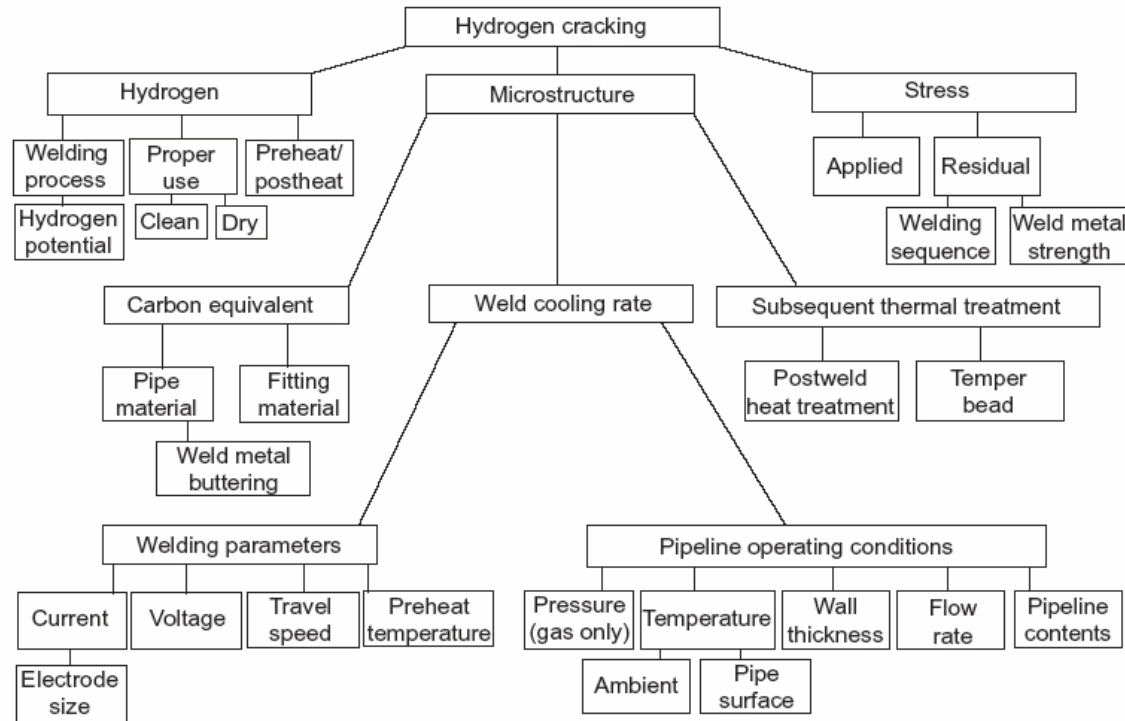 Hydrogen cracking
Hydrogen
Microstructure
Stress
Welding
process
Proper
use
Preheat/
postheat
Applied
Residual
Hydrogen
potential
Clean
Dry
Welding
sequence
Weld metal
strength
Carbon equivalent
Weld cooling rate
Subsequent thermal treatment
Pipe
material
Fitting
material
Postweld
heat treatment
Temper
bead
Weld metal
buttering
Welding parameters
Pipeline operating conditions
Current
Voltage
Travel
speed
Preheat
temperature
Pressure
(gas only)
Temperature
Wall
thickness
Flow
rate
Pipeline
contents
Electrode
size
Ambient
Pipe
surface